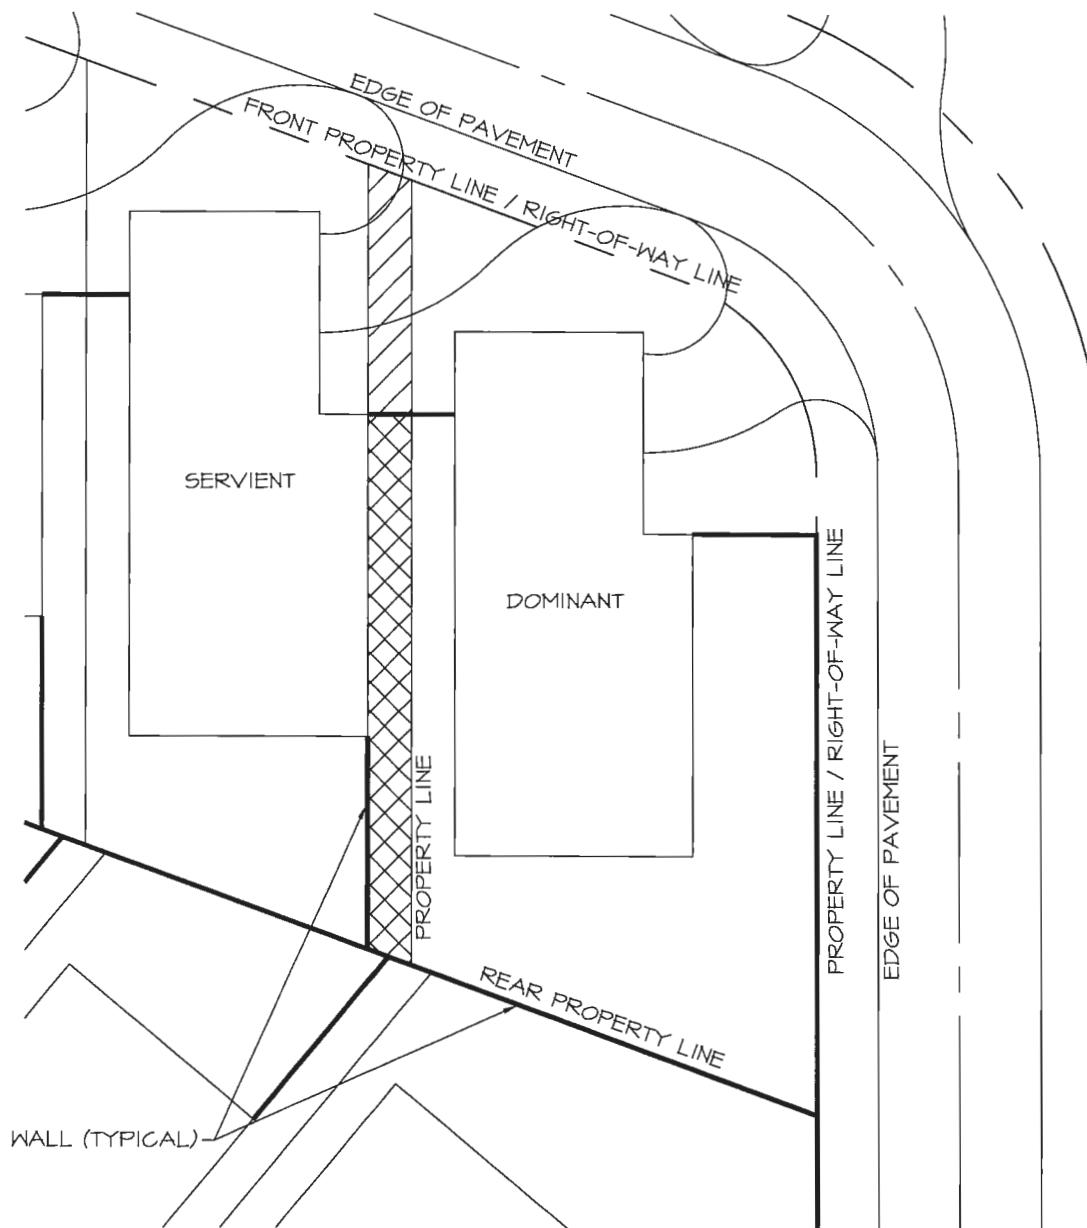 EDGE OF PAVEMENT
FRONT PROPERTY LINE / RIGHT-OF-WAY LINE
SERVIENT
DOMINANT
PROPERTY LINE
PROPERTY LINE / RIGHT-OF-WAY LINE
EDGE OF PAVEMENT
REAR PROPERTY LINE
WALL (TYPICAL)